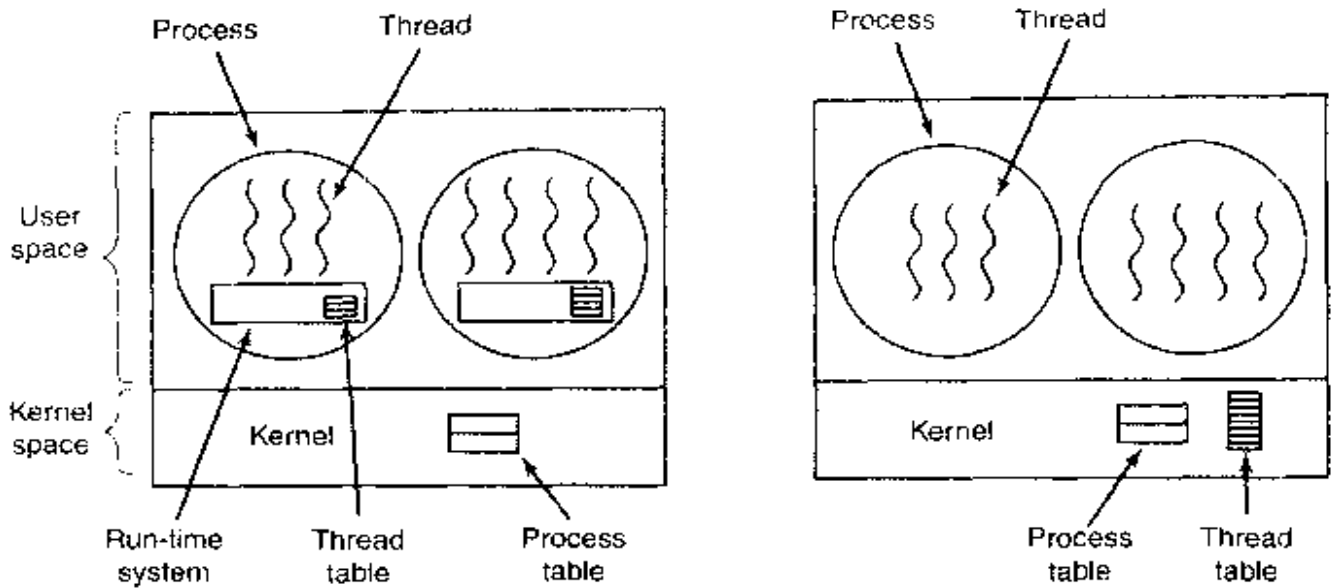 Process
Thread
User
space
Kernel
space
Kernel
Run-time
system
Thread
table
Process
table
Process
Thread
Kernel
Process
table
Thread
table